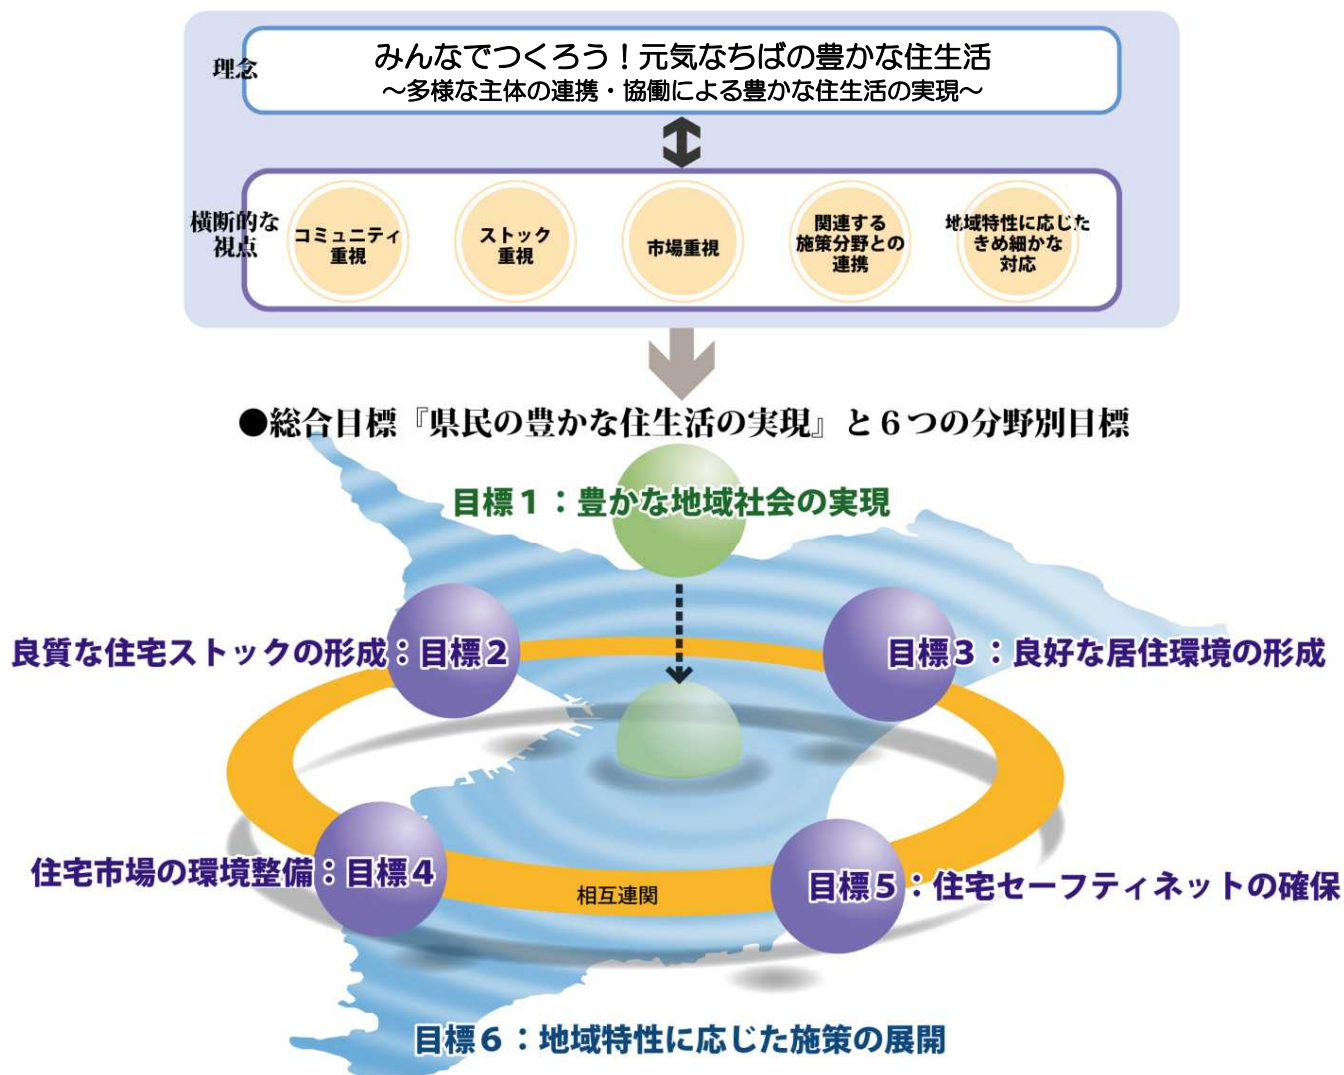 理念
みんなでつくろう！元気なちばの豊かな住生活
～多様な主体の連携・協働による豊かな住生活の実現～
横断的な
視点
コミュニティ
重視
ストック
重視
市場重視
関連する
施策分野との
連携
地域特性に応じた
きめ細かな
対応
●総合目標『県民の豊かな住生活の実現』と６つの分野別目標
目標１：豊かな地域社会の実現
良質な住宅ストックの形成：目標２
目標３：良好な居住環境の形成
住宅市場の環境整備：目標４
目標５：住宅セーフティネットの確保
相互連関
目標６：地域特性に応じた施策の展開